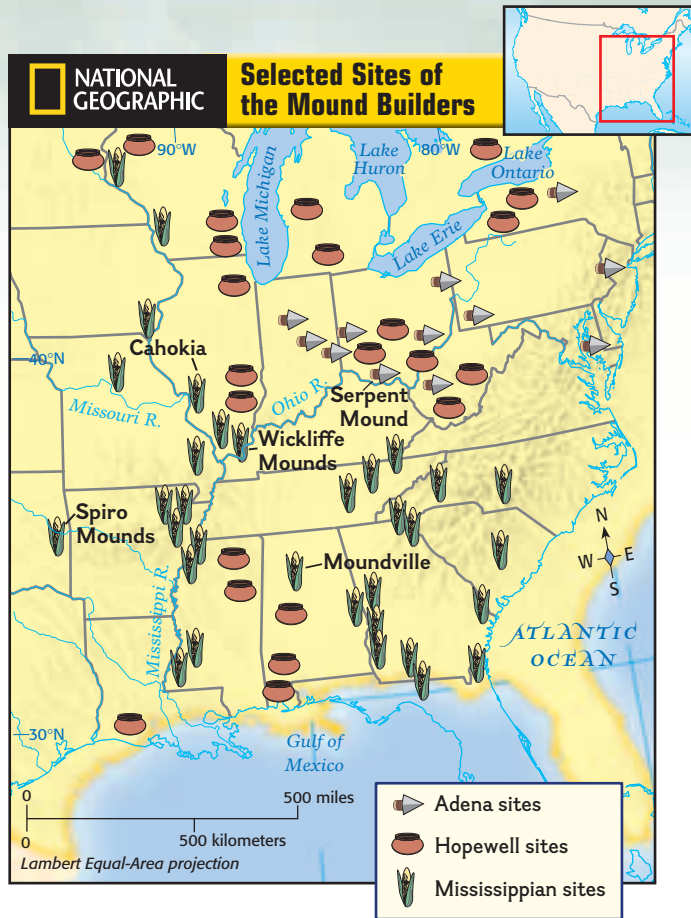 NATIONAL
GEOGRAPHIC
Selected Sites of
the Mound Builders
90°W
Lake Michigan
Lake
Huron
80°W
Lake
Ontario
Lake Erie
40°N
Cahokia
Missouri R.
Ohio R.
Serpent
Mound
Wickliffe
Mounds
Spiro
Mounds
Moundville
Mississippi R.
N
W E
S
ATLANTIC
OCEAN
30°N
Gulf of
Mexico
0
500 miles
0
500 kilometers
Lambert Equal-Area projection
Adena sites
Hopewell sites
Mississippian sites